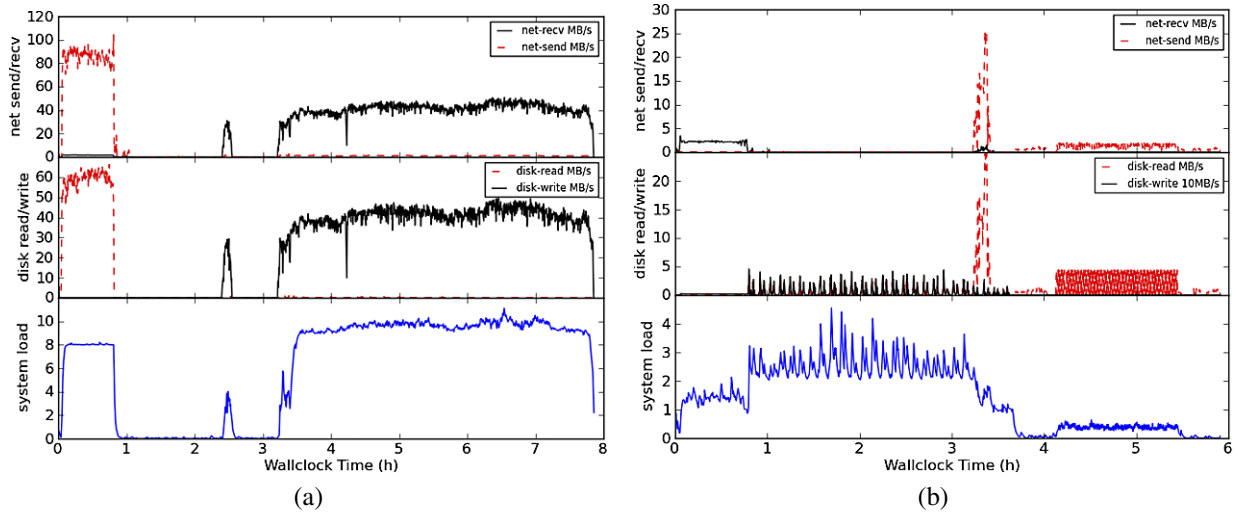 120
100
80
60
40
20
0
net send/recv
net-recv MB/s
net-send MB/s
60
50
40
30
20
10
0
disk read/write
disk-read MB/s
disk-write MB/s
10
8
6
4
2
0
system load
0 1 2 3 4 5 6 7 8
Wallclock Time (h)
(a)
30
25
20
15
10
5
0
net send/recv
net-recv MB/s
net-send MB/s
20
15
10
5
0
disk read/write
disk-read MB/s
disk-write 10MB/s
4
3
2
1
0
system load
0 1 2 3 4 5 6
Wallclock Time (h)
(b)